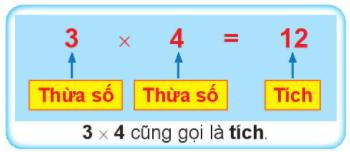 3 × 4 = 12
Thừa số Thừa số Tích
3 × 4 cũng gọi là tích.